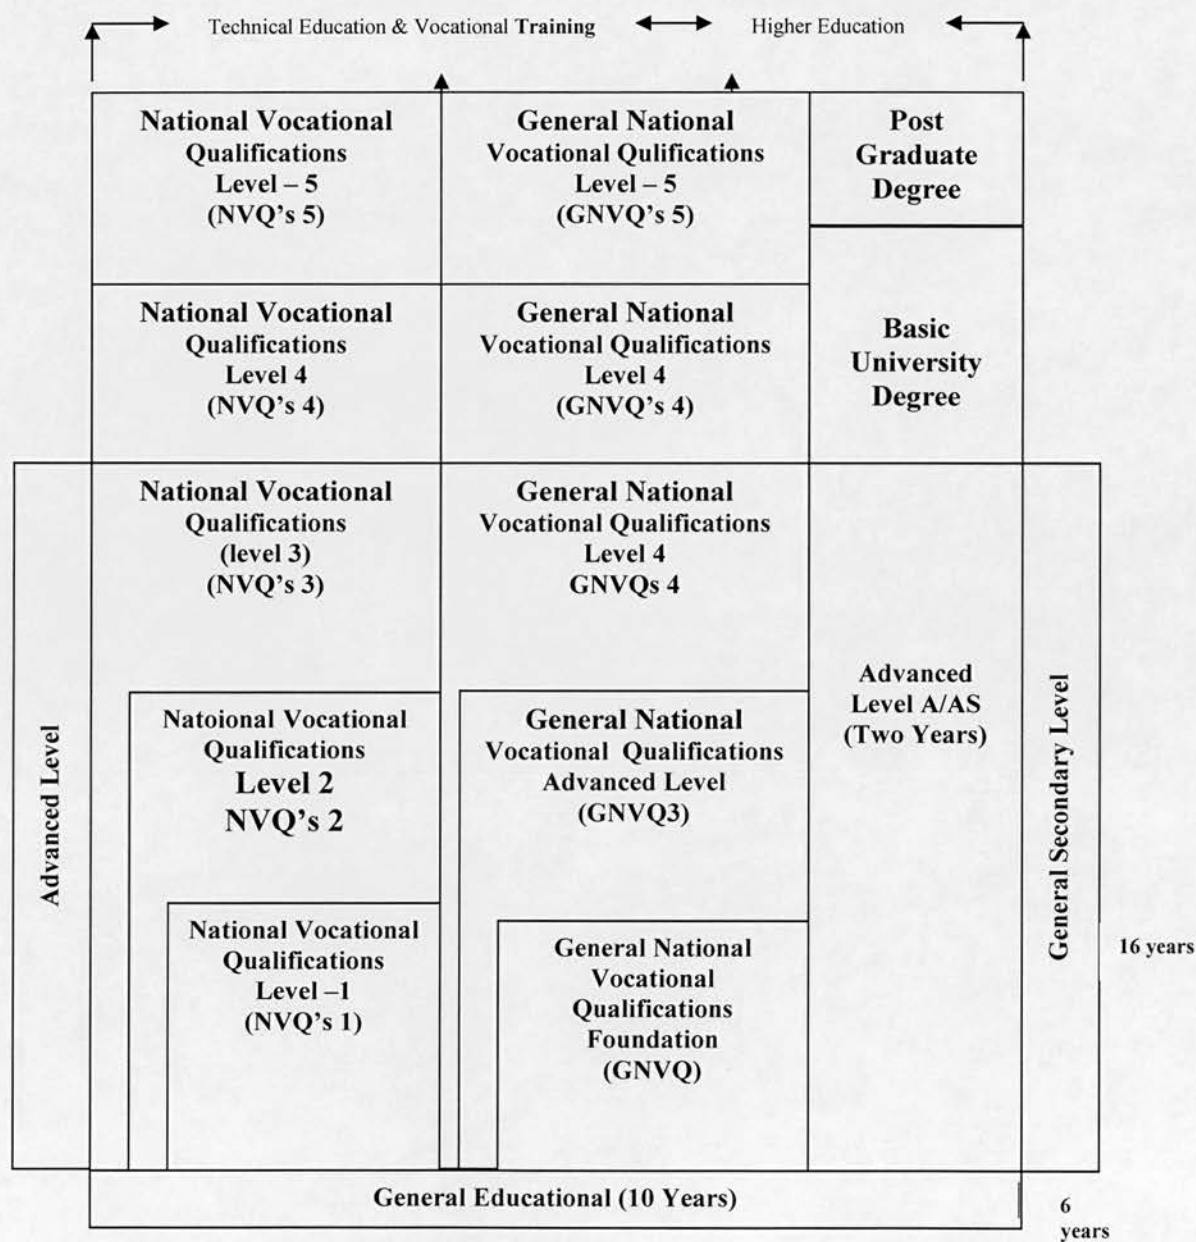 Technical Education & Vocational Training
Higher Education
National Vocational
Qualifications
Level – 5
(NVQ’s 5)
General National
Vocational Qulifications
Level – 5
(GNVQ’s 5)
Post
Graduate
Degree
National Vocational
Qualifications
Level 4
(NVQ’s 4)
General National
Vocational Qualifications
Level 4
(GNVQ’s 4)
Basic
University
Degree
National Vocational
Qualifications
(level 3)
(NVQ’s 3)
General National
Vocational Qualifications
Level 4
GNVQs 4
Advanced
Level A/AS
(Two Years)
Advanced Level
Natoional Vocational
Qualifications
Level 2
NVQ’s 2
General National
Vocational Qualifications
Advanced Level
(GNVQ3)
General Secondary Level
National Vocational
Qualifications
Level –1
(NVQ’s 1)
General National
Vocational
Qualifications
Foundation
(GNVQ)
16 years
General Educational (10 Years)
6
years